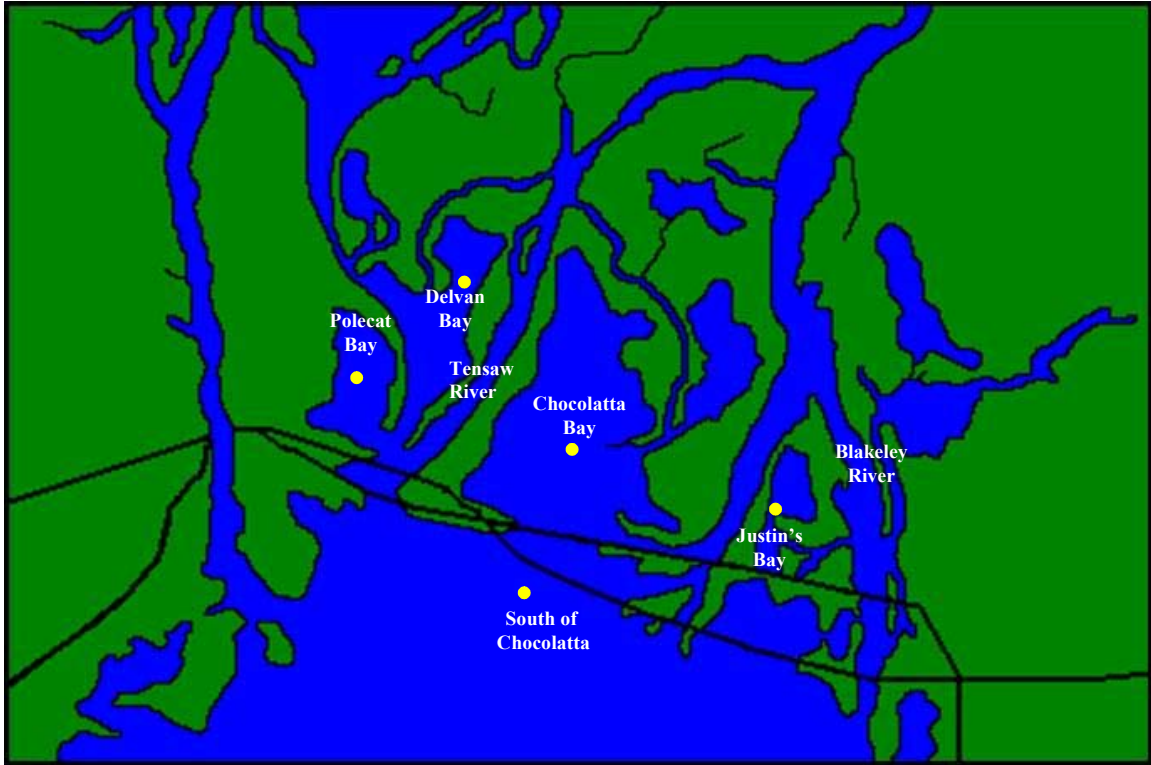 Delvan
Bay
Polecat
Bay
Tensaw
River
Chocolatta
Bay
Blakeley
River
Justin's
Bay
South of
Chocolatta